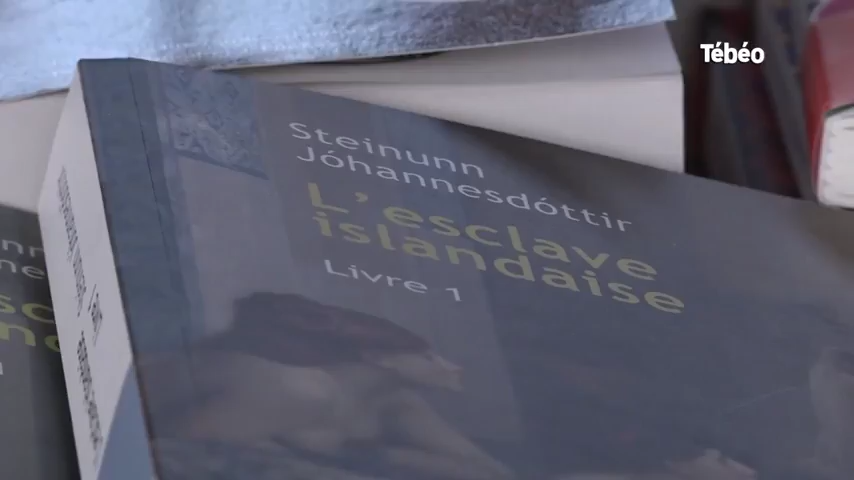 Tébéo
Steinunn
Jóhannesdóttir
L'esclave
islandaise
Livre 1